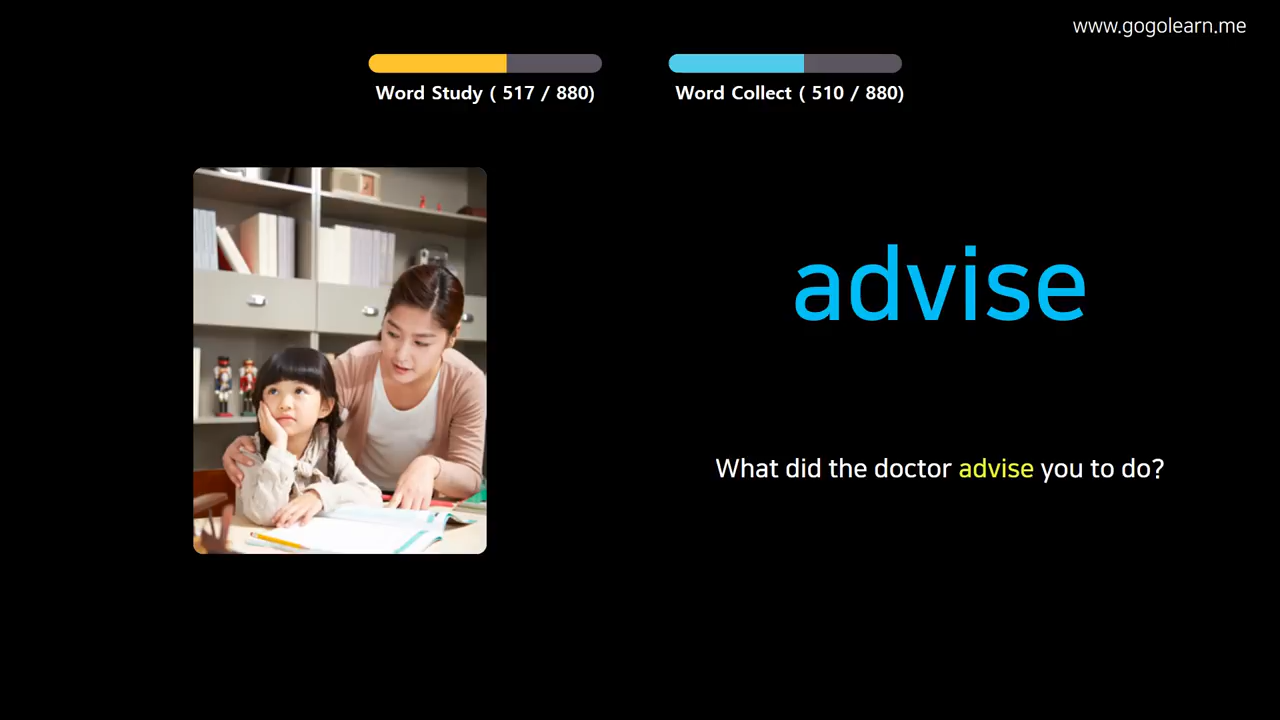 www.gogolearn.me
Word Study ( 517 / 880)
Word Collect ( 510 / 880)
advise
What did the doctor advise you to do?